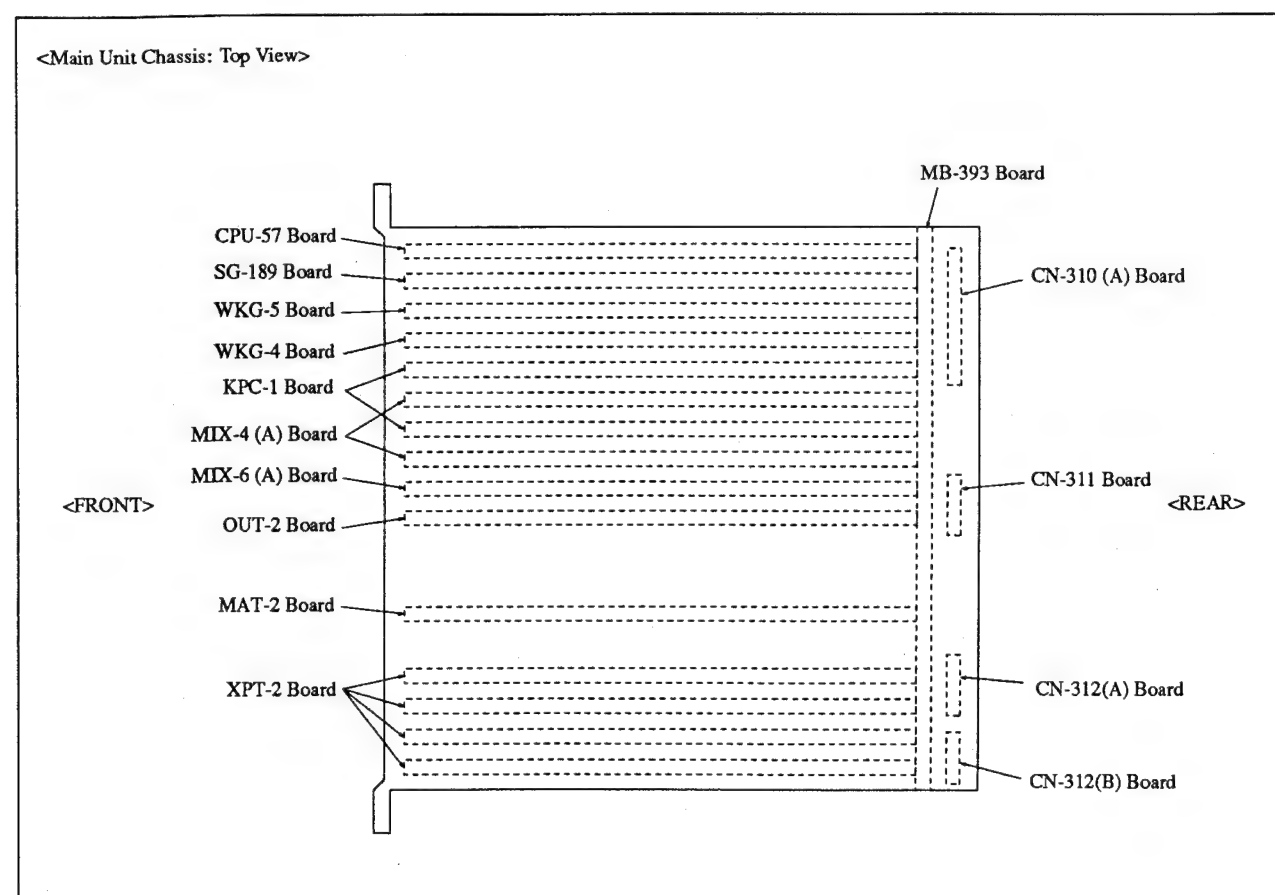 <Main Unit Chassis: Top View>
MB-393 Board
CPU-57 Board
SG-189 Board
CN-310 (A) Board
WKG-5 Board
WKG-4 Board
KPC-1 Board
MIX-4 (A) Board
MIX-6 (A) Board
CN-311 Board
<FRONT>
<REAR>
OUT-2 Board
MAT-2 Board
XPT-2 Board
CN-312(A) Board
CN-312(B) Board